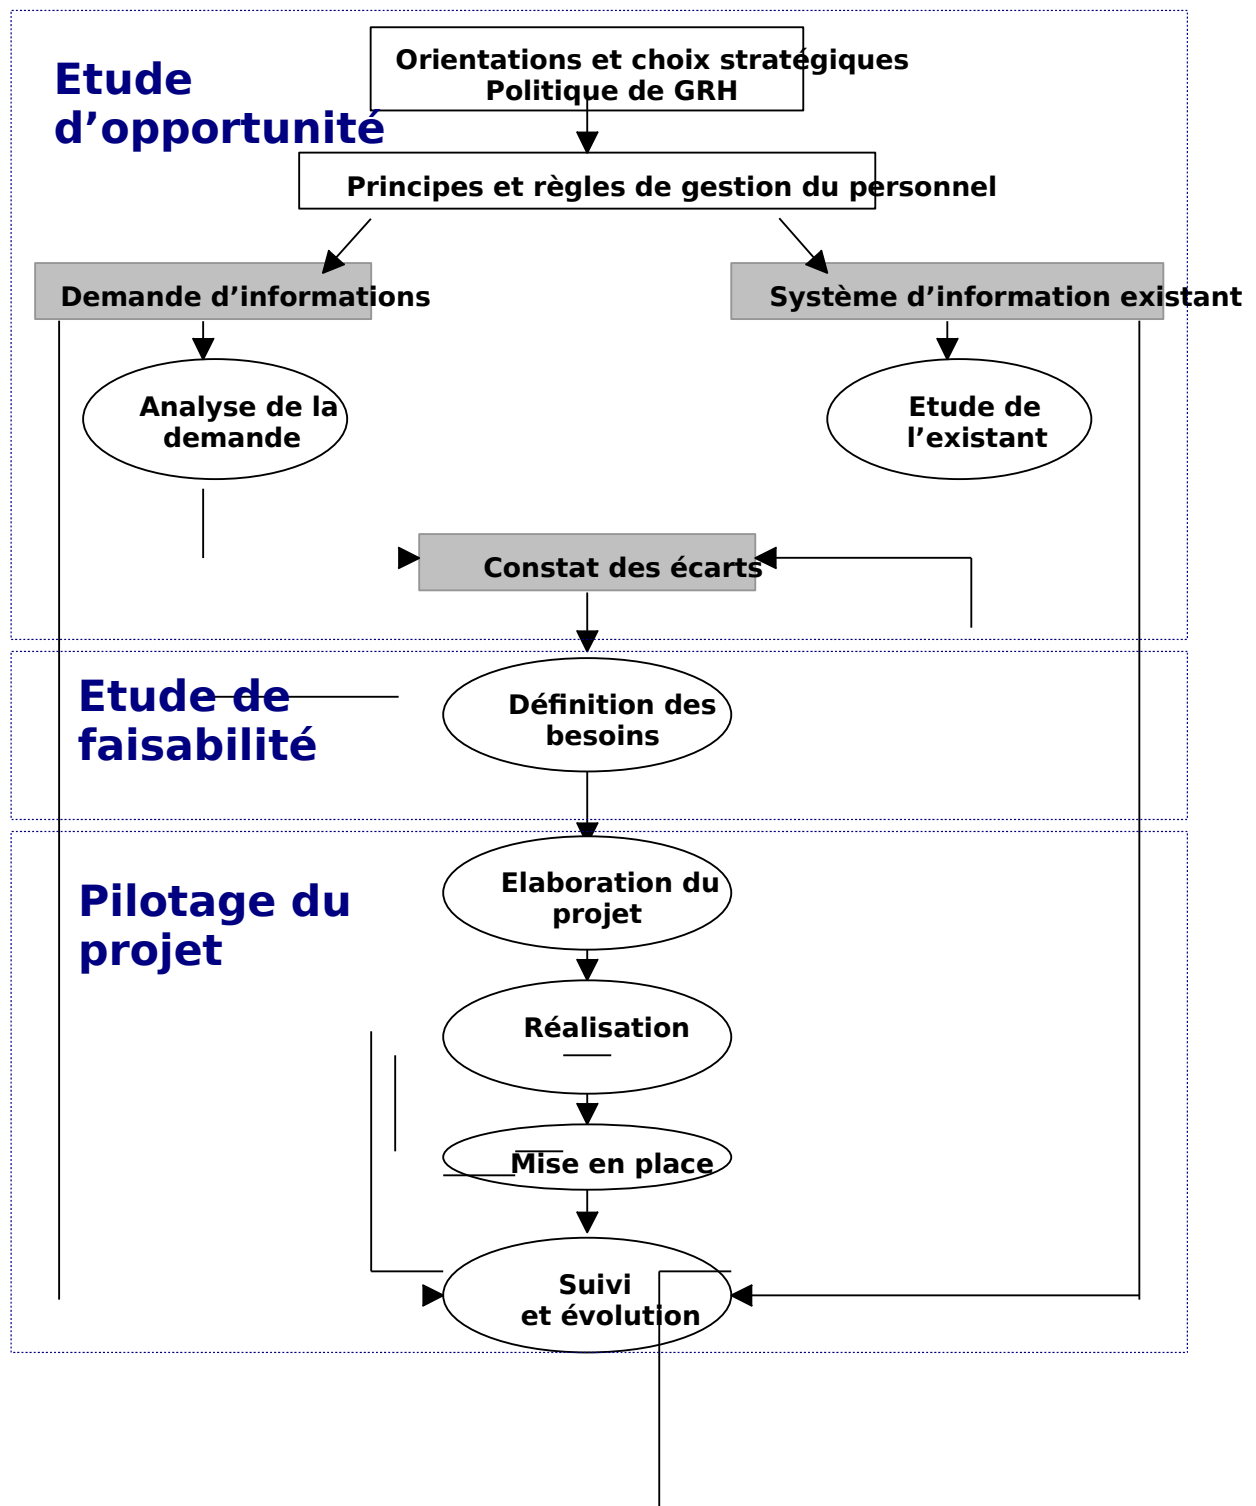 Etude
d’opportunité
Orientations et choix stratégiques
Politique de GRH
Principes et règles de gestion du personnel
Demande d’informations
Système d’information existant
Analyse de la
demande
Etude de
l’existant
Constat des écarts
Etude de
faisabilité
Définition des
besoins
Pilotage du
projet
Elaboration du
projet
Réalisation
Mise en place
Suivi
et évolution